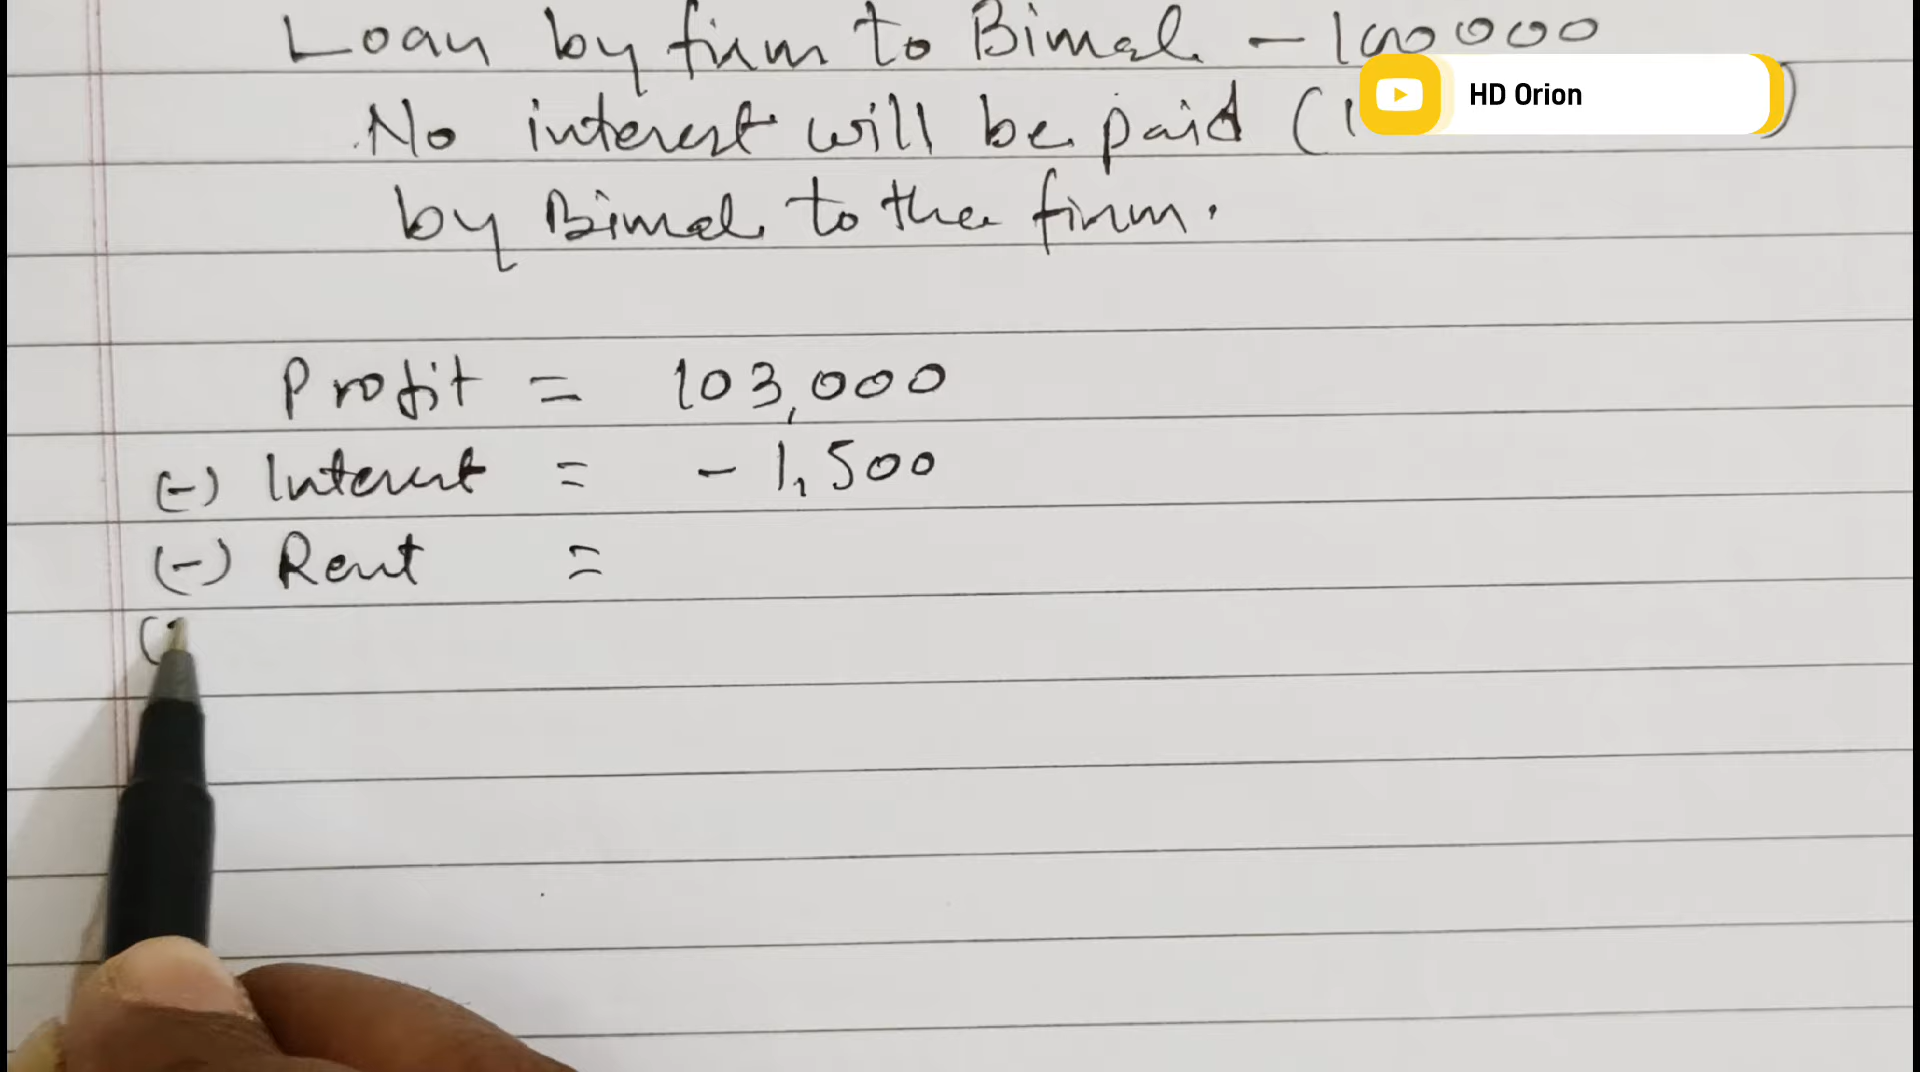 Loan by firm to Bimal - 100000
HD Orion
No interest will be paid (1 )
by Bimal to the firm.
Profit = 103,000
(-) Interest = - 1,500
(-) Rent =
(